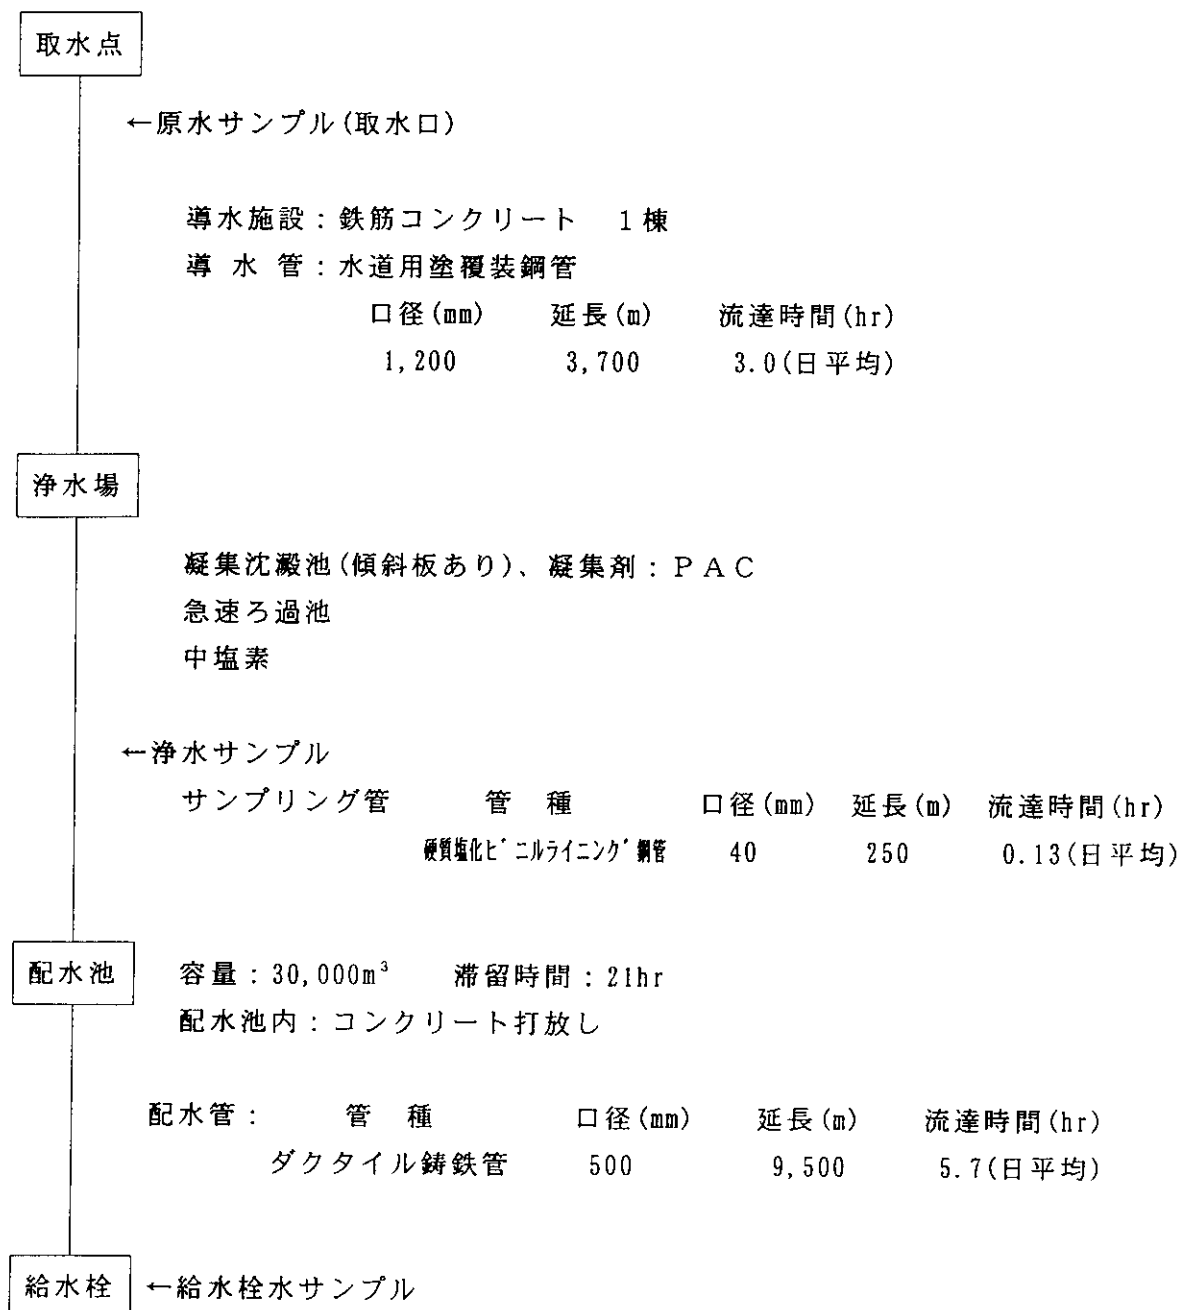 取水点
←原水サンプル(取水口)
導水施設:鉄筋コンクリート 1棟
導水管:水道用塗覆装鋼管
口径(mm) 延長(m) 流達時間(hr)
1,200 3,700 3.0(日平均)
浄水場
凝集沈澱池(傾斜板あり)、凝集剤:PAC
急速ろ過池
中塩素
←浄水サンプル
サンプリング管 管種 口径(mm) 延長(m) 流達時間(hr)
硬質塩化ビニルライニング鋼管 40 250 0.13(日平均)
配水池 容量:30,000m³ 滞留時間:21hr
配水池内:コンクリート打放し
配水管: 管種 口径(mm) 延長(m) 流達時間(hr)
ダクタイル鋳鉄管 500 9,500 5.7(日平均)
給水栓 ←給水栓水サンプル